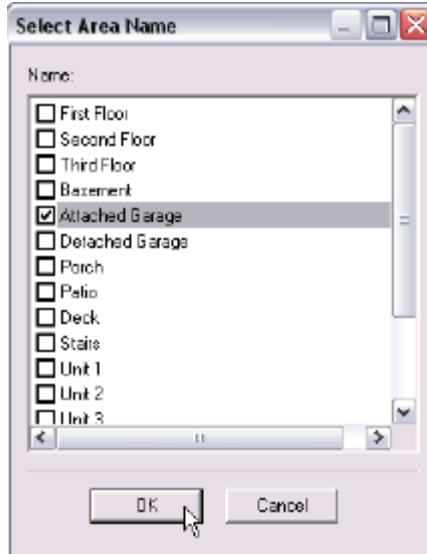 Select Area Name
Name:
First Floor
Second Floor
Third Floor
Basement
Attached Garage
Detached Garage
Porch
Patio
Deck
Stairs
Unit 1
Unit 2
Unit 3
OK
Cancel